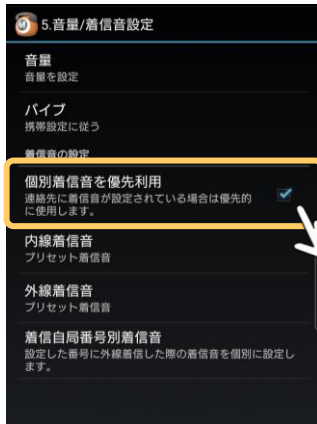 5.音量/着信音設定
音量
音量を設定
バイブ
携帯設定に従う
着信音の設定
個別着信音を優先利用
連絡先に着信音が設定されている場合は優先的
に使用します。
内線着信音
プリセット着信音
外線着信音
プリセット着信音
着信自局番号別着信音
設定した番号に外線着信した際の着信音を個別に設定し
ます。